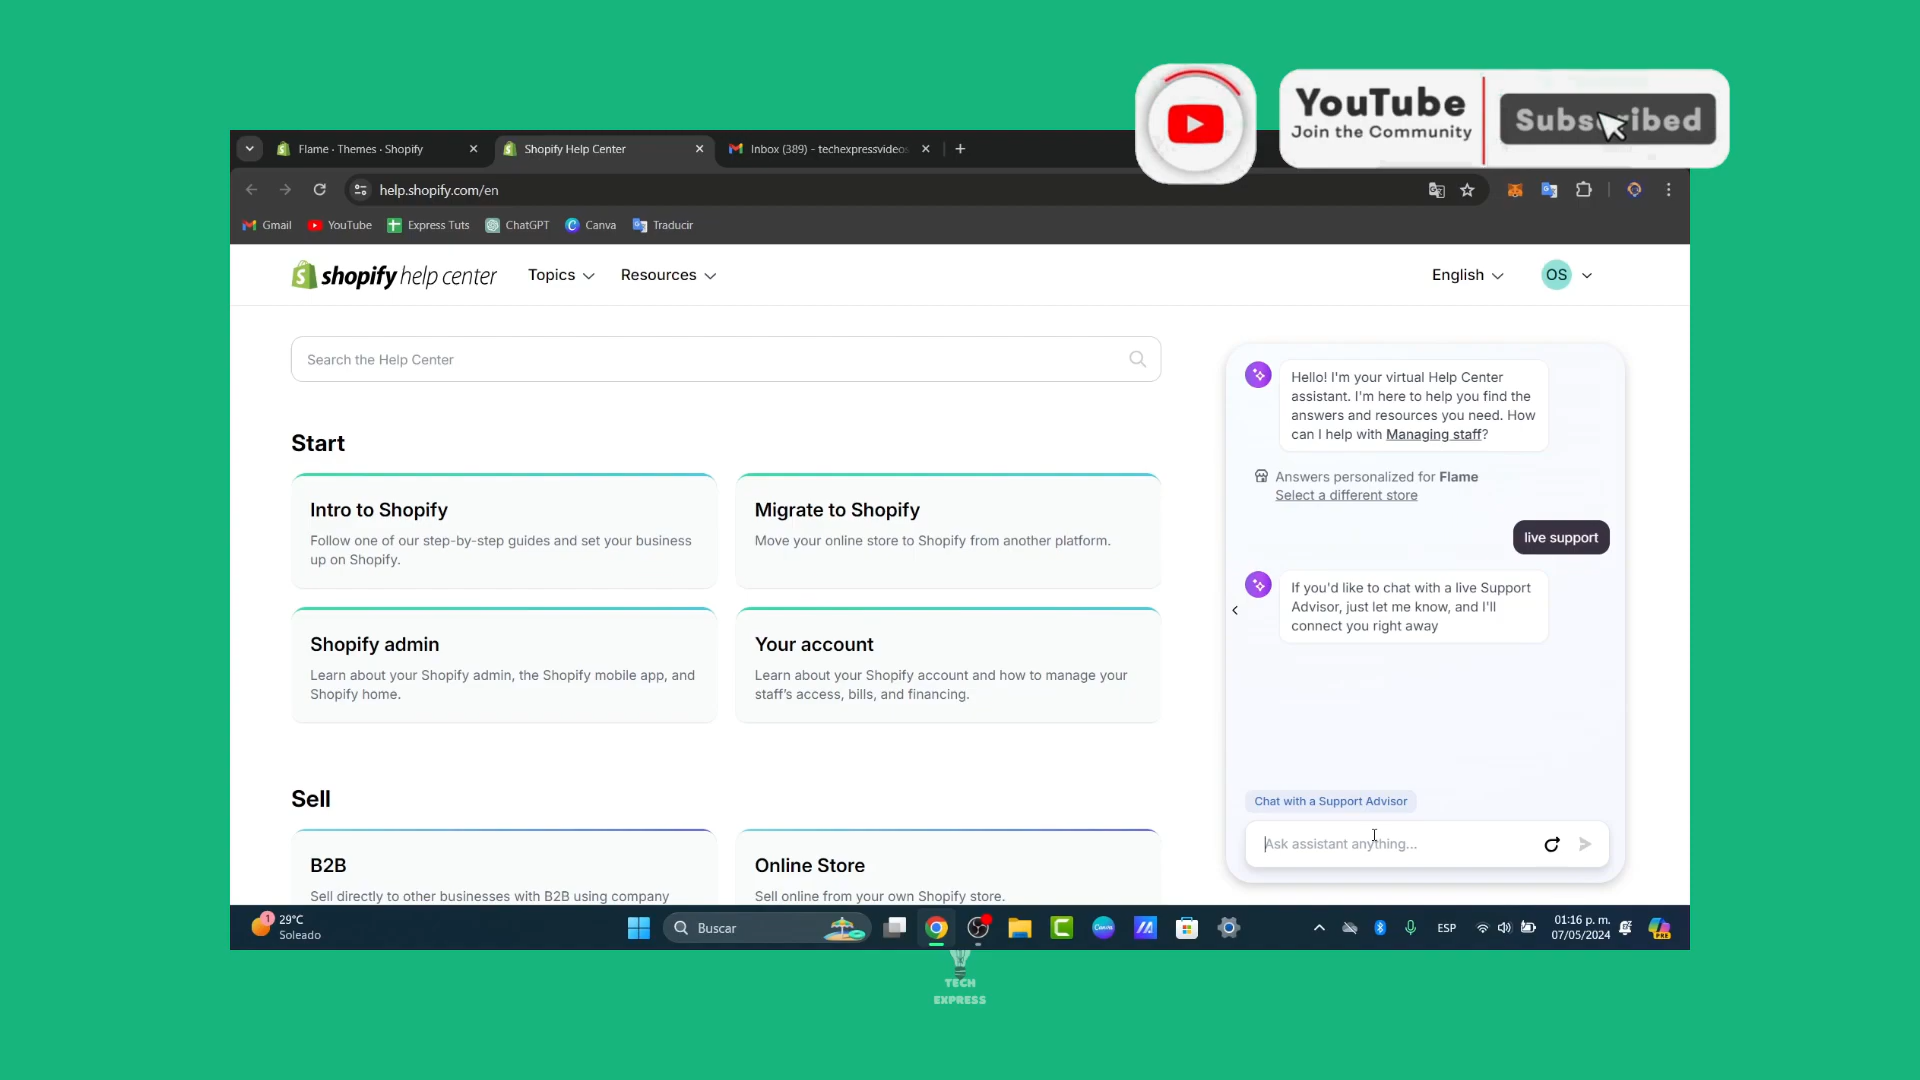 YouTube
Join the Community
Subscribed
Flame · Themes · Shopify
Shopify Help Center
Inbox (389) - techexpressvideos
help.shopify.com/en
Gmail
YouTube
Express Tuts
ChatGPT
Canva
Traducir
shopify help center
Topics
Resources
English
OS
Search the Help Center
Hello! I'm your virtual Help Center
assistant. I'm here to help you find the
answers and resources you need. How
can I help with Managing staff?
Answers personalized for Flame
Select a different store
live support
If you'd like to chat with a live Support
Advisor, just let me know, and I'll
connect you right away
Chat with a Support Advisor
Ask assistant anything...
Start
Intro to Shopify
Follow one of our step-by-step guides and set your business
up on Shopify.
Migrate to Shopify
Move your online store to Shopify from another platform.
Shopify admin
Learn about your Shopify admin, the Shopify mobile app, and
Shopify home.
Your account
Learn about your Shopify account and how to manage your
staff's access, bills, and financing.
Sell
B2B
Sell directly to other businesses with B2B using company
Online Store
Sell online from your own Shopify store.
1
29°C
Soleado
Buscar
Canva
ESP
01:16 p. m.
07/05/2024
PRE
TECH
EXPRESS